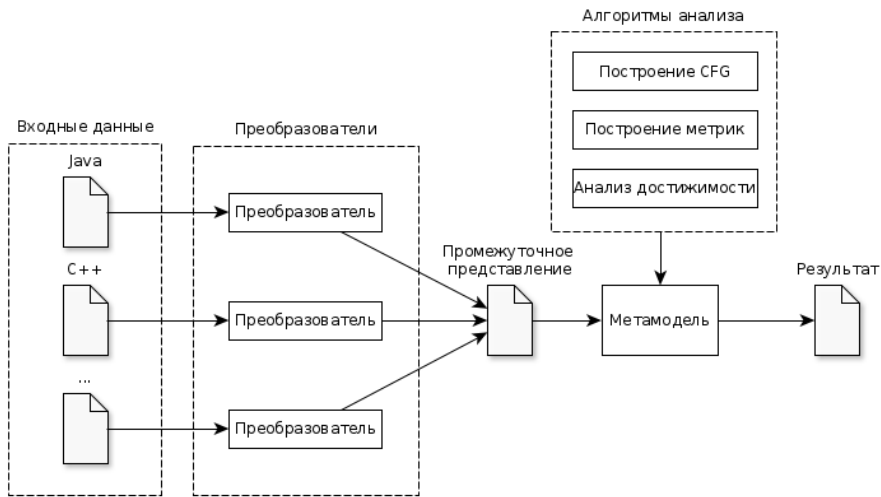 Алгоритмы анализа
Построение CFG
Построение метрик
Анализ достижимости
Входные данные
Преобразователи
Java
Преобразователь
C++
Преобразователь
...
Преобразователь
Промежуточное
представление
Метамодель
Результат